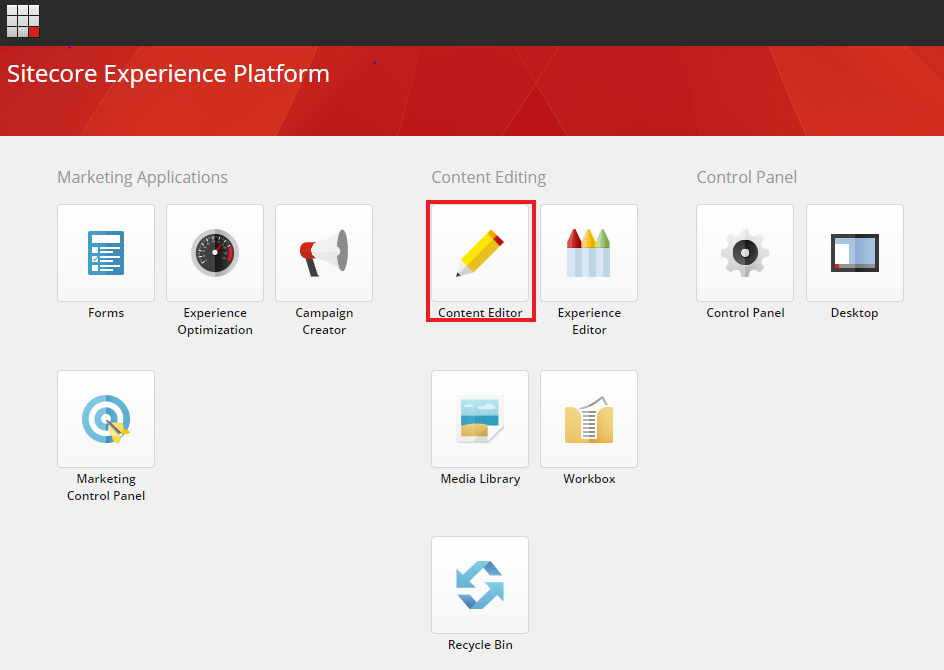 Sitecore Experience Platform
Marketing Applications
Forms
Experience
Optimization
Campaign
Creator
Marketing
Control Panel
Content Editing
Content Editor
Experience
Editor
Media Library
Workbox
Recycle Bin
Control Panel
Control Panel
Desktop